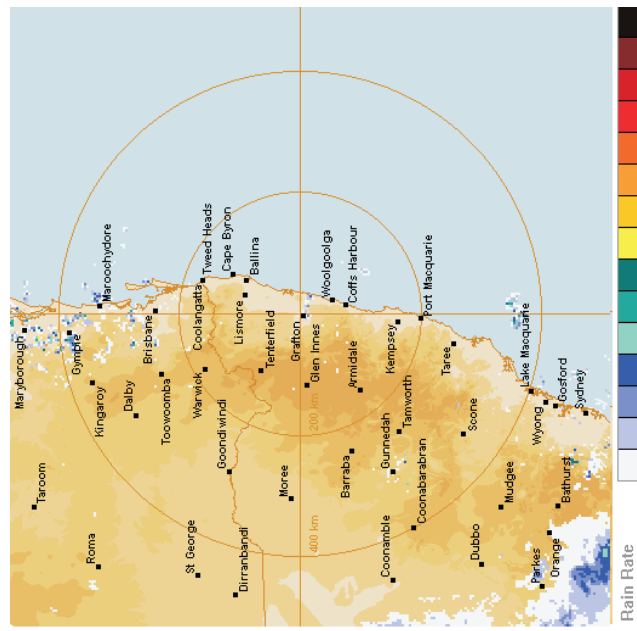 Maryborough
Taroom
Gympie
Roma
Kingaroy
Marooohydore
Dalby
Brisbane
Toowoomba
St George
Warwick
Coolangatta
Tweed Heads
Goondiwindi
Cape Byron
Dirranbandi
Lismore
Ballina
Tenterfield
Moree
Grafton
400 km
200 km
Glen Innes
Woolgoolga
Barraba
Armidale
Coffs Harbour
Coonamble
Gunnedah
Kempsey
Tamworth
Coonabarabran
Port Macquarie
Taree
Scone
Dubbo
Mudgee
Lake Macquarie
Parkes
Wyong
Orange
Gosford
Bathurst
Sydney
Rain Rate